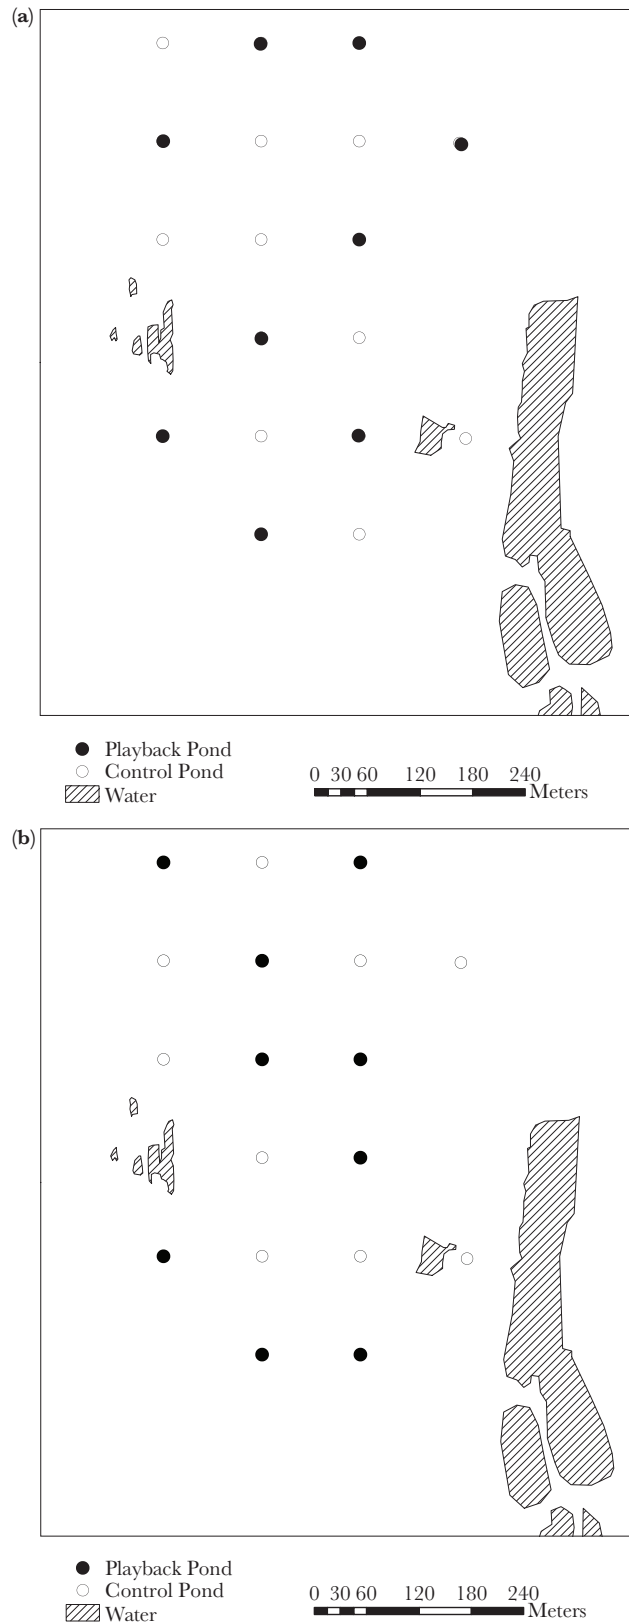 (a)
Playback Pond
Control Pond
Water
0 30 60 120 180 240
Meters
(b)
Playback Pond
Control Pond
Water
0 30 60 120 180 240
Meters